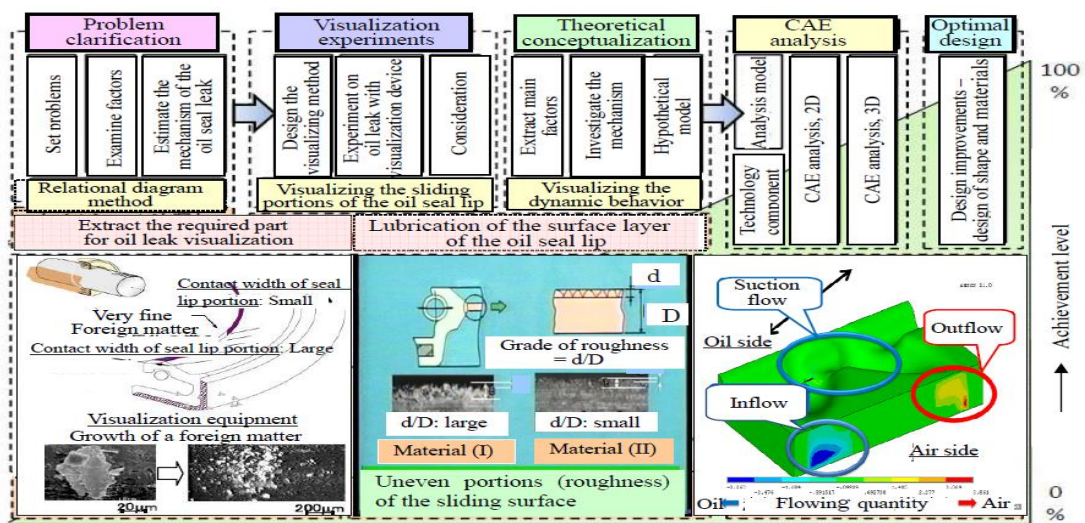 Problem
clarification
Visualization
experiments
Theoretical
conceptualization
CAE
analysis
Optimal
design
Set problems
Examine factors
Estimate the
mechanism of the
oil seal leak
Design the
visualizing method
Experiment on
oil leak with
visualization device
Consideration
Extract main
factors
Investigate the
mechanism
Hypothetical
model
Analysis model
Technology
component
CAE analysis, 2D
CAE analysis, 3D
Design improvements –
design of shape and materials
100
%
Relational diagram
method
Visualizing the sliding
portions of the oil seal lip
Visualizing the
dynamic behavior
Extract the required part
for oil leak visualization
Lubrication of the surface layer
of the oil seal lip
Achievement level
Contact width of seal
lip portion: Small
Very fine
Foreign matter
Contact width of seal lip portion: Large
Visualization equipment
Growth of a foreign matter
20µm
200µm
d
D
Grade of roughness
= d/D
d/D: large
d/D: small
Material (I)
Material (II)
Uneven portions (roughness)
of the sliding surface
Suction
flow
Oil side
Outflow
Inflow
Air side
Oil
Flowing quantity
Air
0
%